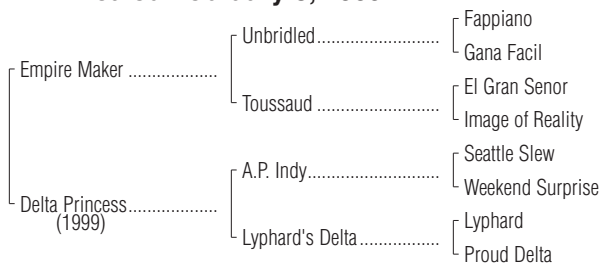 Fappiano
Unbridled..................................
Gana Facil
Empire Maker ...................
El Gran Senor
Toussaud ..................................
Image of Reality
Seattle Slew
A.P. Indy....................................
Weekend Surprise
Delta Princess...................
(1999)
Lyphard
Lyphard's Delta......................
Proud Delta